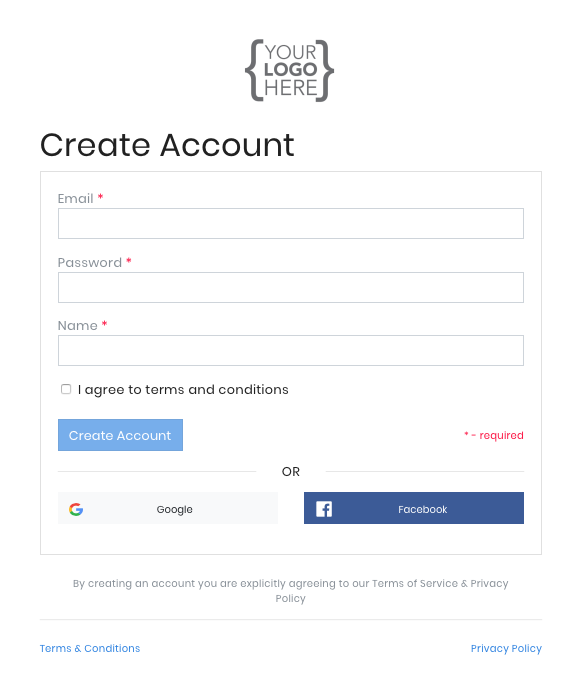 YOUR
LOGO
HERE
Create Account
Email *
Password *
Name *
I agree to terms and conditions
Create Account
* - required
OR
Google
Facebook
By creating an account you are explicitly agreeing to our Terms of Service & Privacy
Policy
Terms & Conditions
Privacy Policy